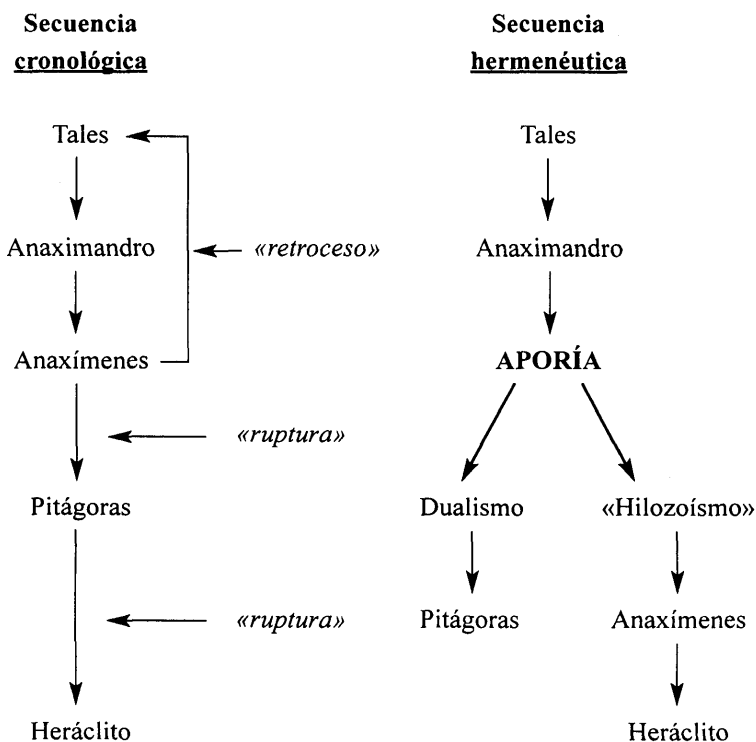 Secuencia
cronológica
Tales
Anaximandro
«retroceso»
Anaxímenes
«ruptura»
Pitágoras
«ruptura»
Heráclito
Secuencia
hermenéutica
Tales
Anaximandro
APORÍA
Dualismo
«Hilozoísmo»
Pitágoras
Anaxímenes
Heráclito